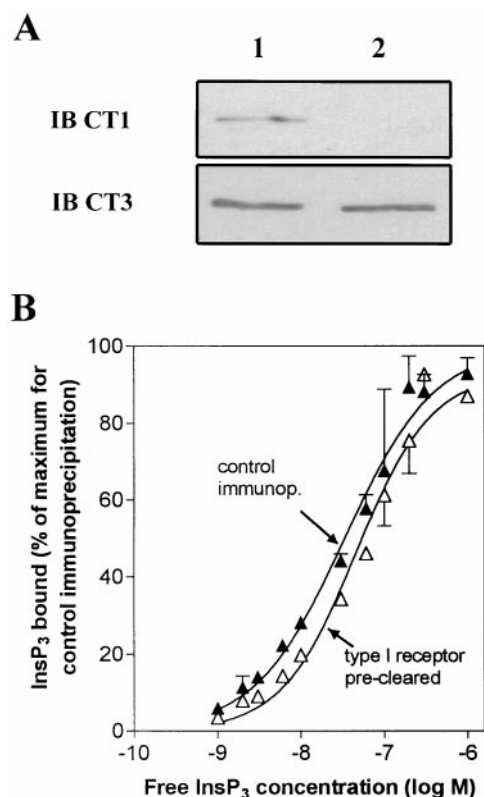 A
1 2
IB CT1
IB CT3
B
InsP₃ bound (% of maximum for
control immunoprecipitation)
100
80
60
40
20
0
control
immunop.
type I receptor
pre-cleared
-10 -9 -8 -7 -6
Free InsP₃ concentration (log M)